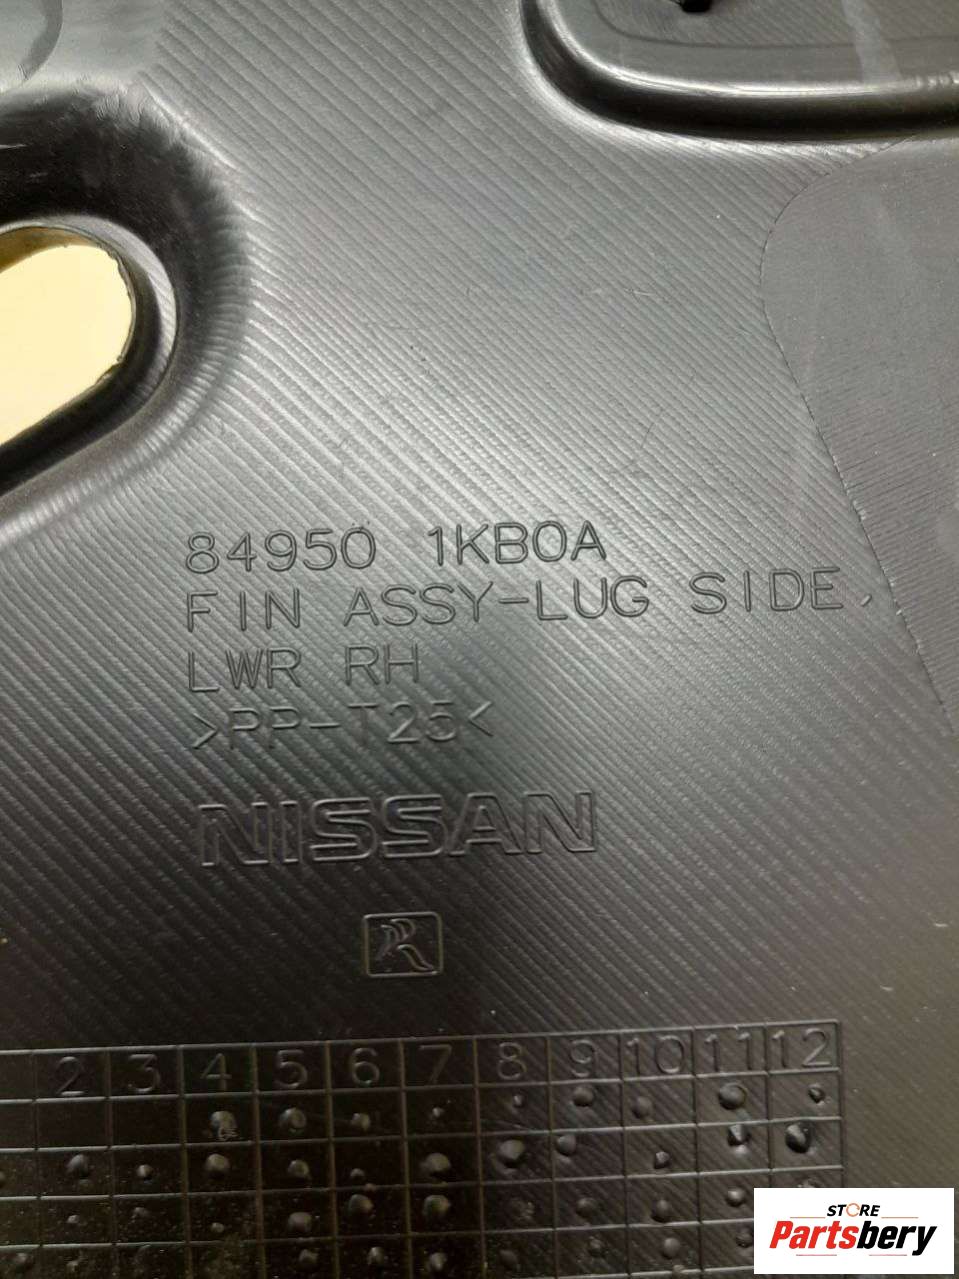 84950 1KB0A
FIN ASSY-LUG SIDE,
LWR RH
>PP-T25<
NISSAN
R
2 3 4 5 6 7 8 9 10 11 12
STORE
Partsbery